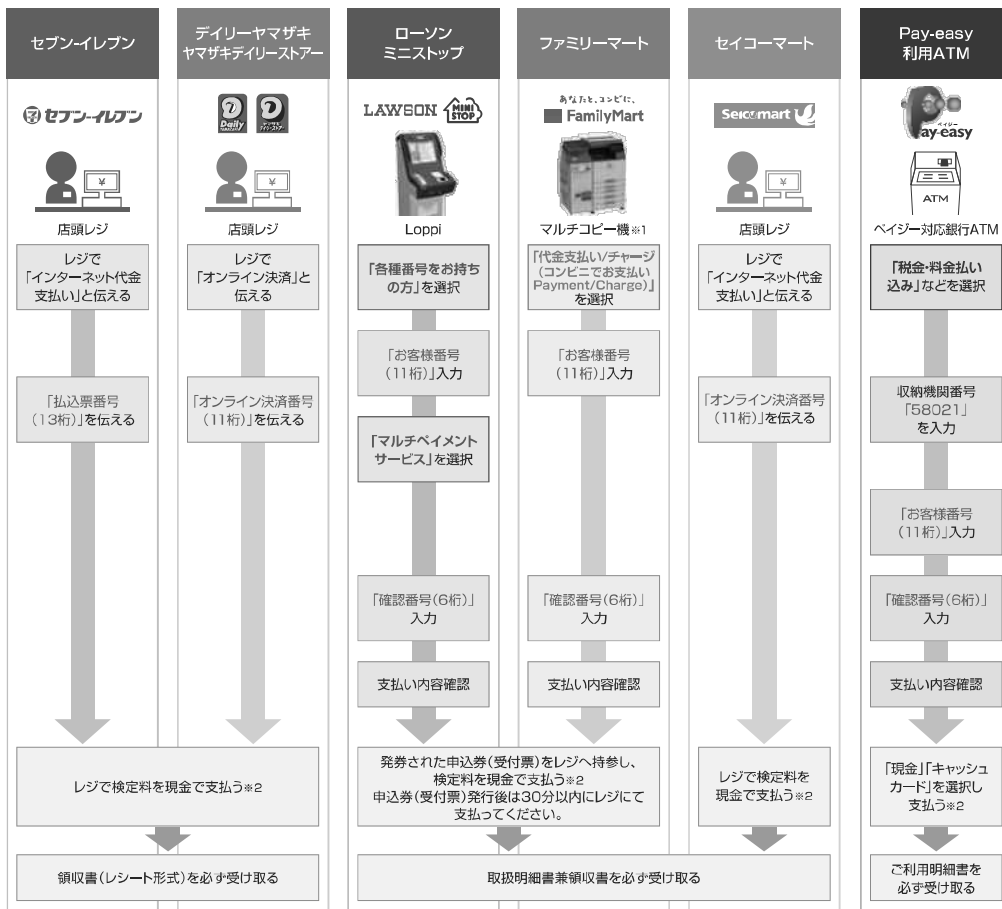 セブン-イレブン
デイリーヤマザキ
ヤマザキデイリーストアー
ローソン
ミニストップ
ファミリーマート
セイコーマート
Pay-easy
利用ATM
セブン-イレブン
Daily
LAWSON
MINI
STOP
あなたと、コンビに、
FamilyMart
Seicomart
ペイジー
Pay-easy
¥
¥
¥
ATM
店頭レジ
店頭レジ
Loppi
マルチコピー機※1
店頭レジ
ペイジー対応銀行ATM
レジで
「インターネット代金
支払い」と伝える
レジで
「オンライン決済」と
伝える
「各種番号をお持ち
の方」を選択
「代金支払い/チャージ
(コンビニでお支払い
Payment/Charge)」
を選択
レジで
「インターネット代金
支払い」と伝える
「税金・料金払い
込み」などを選択
「お客様番号
(11桁)」入力
「お客様番号
(11桁)」入力
「払込票番号
(13桁)」を伝える
「オンライン決済番号
(11桁)」を伝える
「マルチペイメント
サービス」を選択
「オンライン決済番号
(11桁)」を伝える
収納機関番号
「58021」
を入力
「お客様番号
(11桁)」入力
「確認番号(6桁)」
入力
「確認番号(6桁)」
入力
「確認番号(6桁)」
入力
支払い内容確認
支払い内容確認
支払い内容確認
レジで検定料を現金で支払う※2
発券された申込券(受付票)をレジへ持参し、
検定料を現金で支払う※2
申込券(受付票)発行後は30分以内にレジにて
支払ってください。
レジで検定料を
現金で支払う※2
「現金」「キャッシュ
カード」を選択し
支払う※2
領収書(レシート形式)を必ず受け取る
取扱明細書兼領収書を必ず受け取る
ご利用明細書を
必ず受け取る